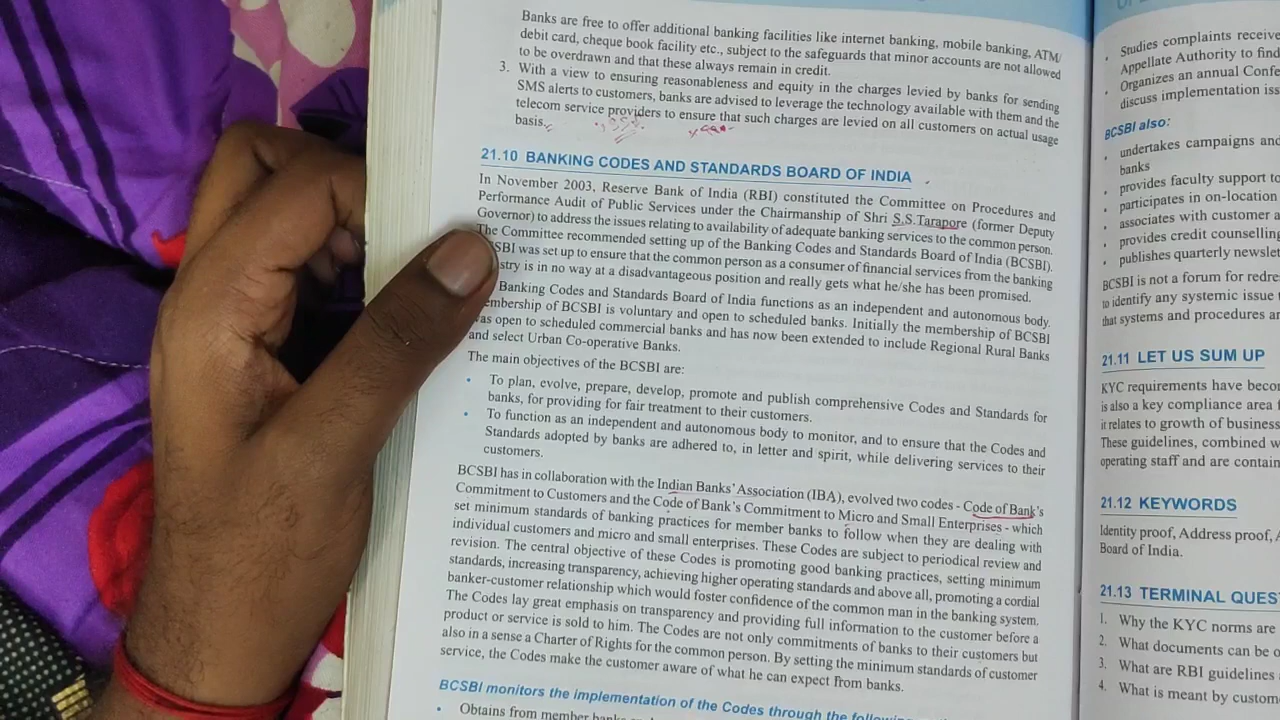 Banks are free to offer additional banking facilities like internet banking, mobile banking, ATM/
debit card, cheque book facility etc., subject to the safeguards that minor accounts are not allowed
to be overdrawn and that these always remain in credit.
3. With a view to ensuring reasonableness and equity in the charges levied by banks for sending
SMS alerts to customers, banks are advised to leverage the technology available with them and the
telecom service providers to ensure that such charges are levied on all customers on actual usage
basis.
21.10 BANKING CODES AND STANDARDS BOARD OF INDIA
In November 2003, Reserve Bank of India (RBI) constituted the Committee on Procedures and
Performance Audit of Public Services under the Chairmanship of Shri S.S.Tarapore (former Deputy
Governor) to address the issues relating to availability of adequate banking services to the common person.
The Committee recommended setting up of the Banking Codes and Standards Board of India (BCSBI).
SBI was set up to ensure that the common person as a consumer of financial services from the banking
stry is in no way at a disadvantageous position and really gets what he/she has been promised.
Banking Codes and Standards Board of India functions as an independent and autonomous body.
embership of BCSBI is voluntary and open to scheduled banks. Initially the membership of BCSBI
was open to scheduled commercial banks and has now been extended to include Regional Rural Banks
and select Urban Co-operative Banks.
The main objectives of the BCSBI are:
• To plan, evolve, prepare, develop, promote and publish comprehensive Codes and Standards for
banks, for providing for fair treatment to their customers.
• To function as an independent and autonomous body to monitor, and to ensure that the Codes and
Standards adopted by banks are adhered to, in letter and spirit, while delivering services to their
customers.
BCSBI has in collaboration with the Indian Banks' Association (IBA), evolved two codes - Code of Bank's
Commitment to Customers and the Code of Bank's Commitment to Micro and Small Enterprises - which
set minimum standards of banking practices for member banks to follow when they are dealing with
individual customers and micro and small enterprises. These Codes are subject to periodical review and
revision. The central objective of these Codes is promoting good banking practices, setting minimum
standards, increasing transparency, achieving higher operating standards and above all, promoting a cordial
banker-customer relationship which would foster confidence of the common man in the banking system.
The Codes lay great emphasis on transparency and providing full information to the customer before a
product or service is sold to him. The Codes are not only commitments of banks to their customers but
also in a sense a Charter of Rights for the common person. By setting the minimum standards of customer
service, the Codes make the customer aware of what he can expect from banks.
BCSBI monitors the implementation of the Codes through the
• Obtains from member banks
• Studies complaints receive
Appellate Authority to find
• Organizes an annual Confe
discuss implementation iss
BCSBI also:
• undertakes campaigns and
banks
• provides faculty support to
• participates in on-location
• associates with customer a
• provides credit counselling
• publishes quarterly newslet
BCSBI is not a forum for redre
to identify any systemic issue
that systems and procedures ar
21.11 LET US SUM UP
KYC requirements have beco
is also a key compliance area
it relates to growth of business
These guidelines, combined w
operating staff and are contain
21.12 KEYWORDS
Identity proof, Address proof,
Board of India.
21.13 TERMINAL QUES
1. Why the KYC norms are
2. What documents can be o
3. What are RBI guidelines
4. What is meant by custom